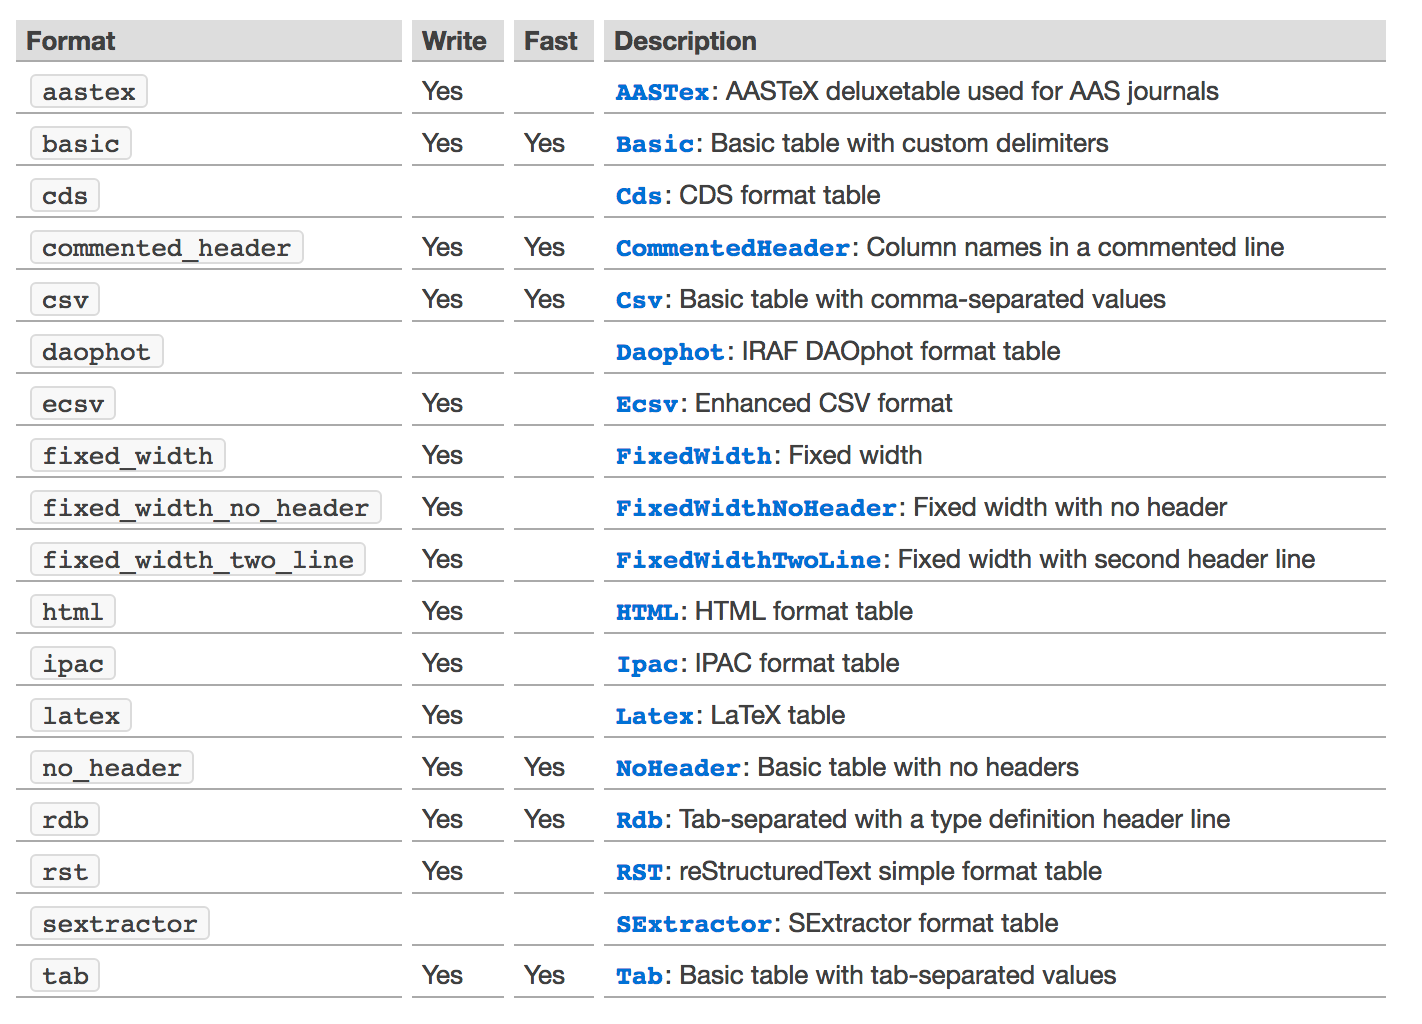 Format Write Fast Description
aastex Yes AASTex: AASTeX deluxetable used for AAS journals
basic Yes Yes Basic: Basic table with custom delimiters
cds Cds: CDS format table
commented_header Yes Yes CommentedHeader: Column names in a commented line
csv Yes Yes Csv: Basic table with comma-separated values
daophot Daophot: IRAF DAOphot format table
ecsv Yes Ecsv: Enhanced CSV format
fixed_width Yes FixedWidth: Fixed width
fixed_width_no_header Yes FixedWidthNoHeader: Fixed width with no header
fixed_width_two_line Yes FixedWidthTwoLine: Fixed width with second header line
html Yes HTML: HTML format table
ipac Yes Ipac: IPAC format table
latex Yes Latex: LaTeX table
no_header Yes Yes NoHeader: Basic table with no headers
rdb Yes Yes Rdb: Tab-separated with a type definition header line
rst Yes RST: reStructuredText simple format table
sextractor SExtractor: SExtractor format table
tab Yes Yes Tab: Basic table with tab-separated values